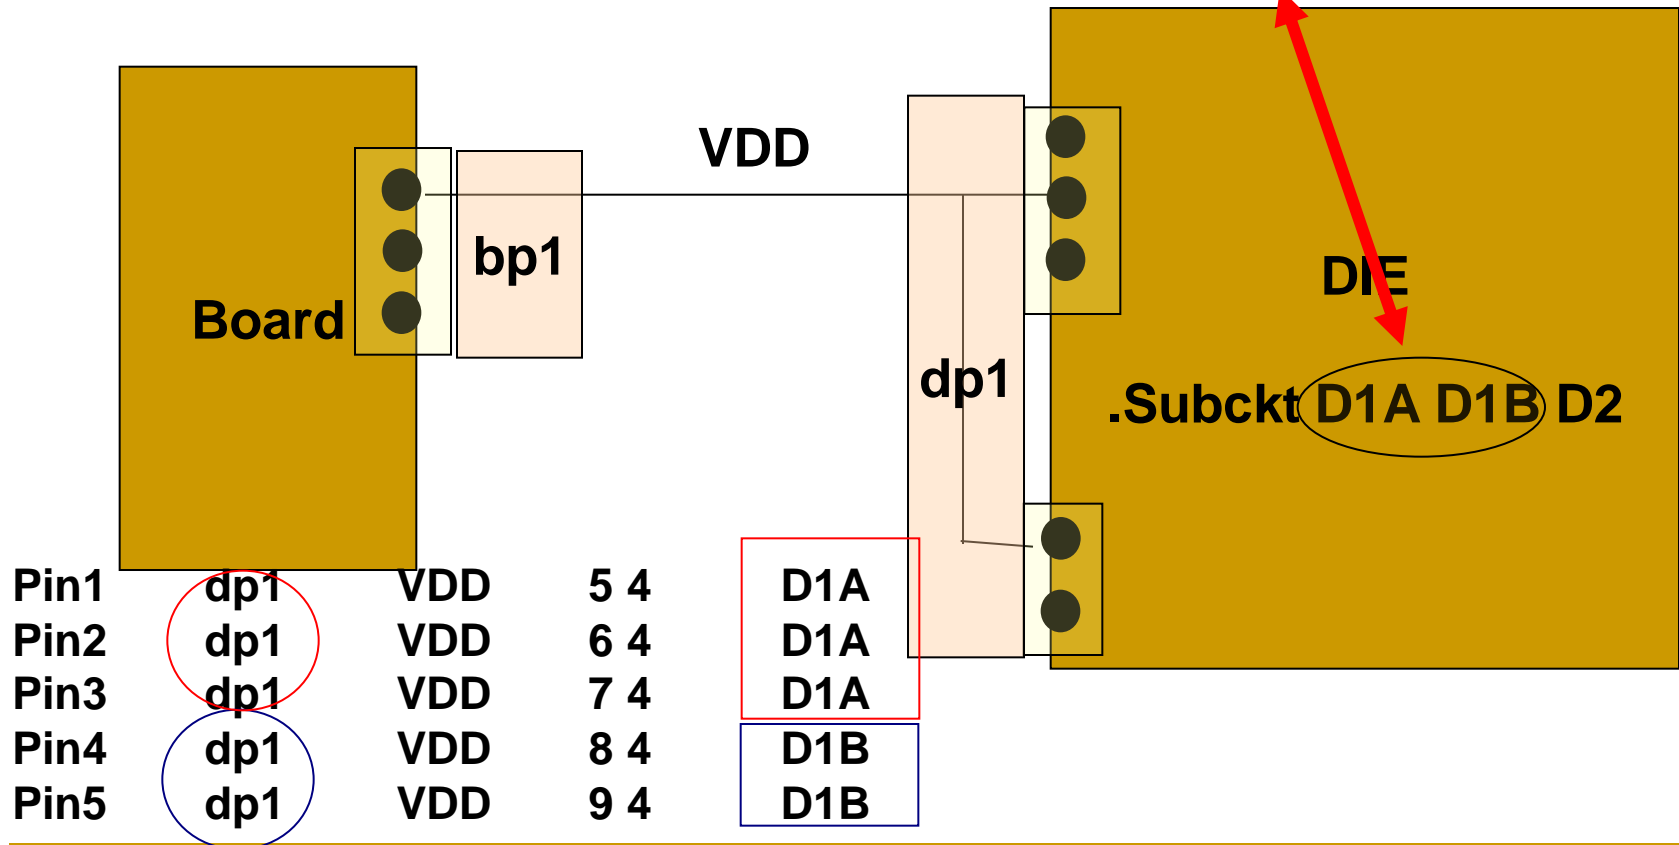 VDD
bp1
Board
DIE
dp1
.Subckt D1A D1B D2
Pin1 dp1 VDD 5 4 D1A
Pin2 dp1 VDD 6 4 D1A
Pin3 dp1 VDD 7 4 D1A
Pin4 dp1 VDD 8 4 D1B
Pin5 dp1 VDD 9 4 D1B